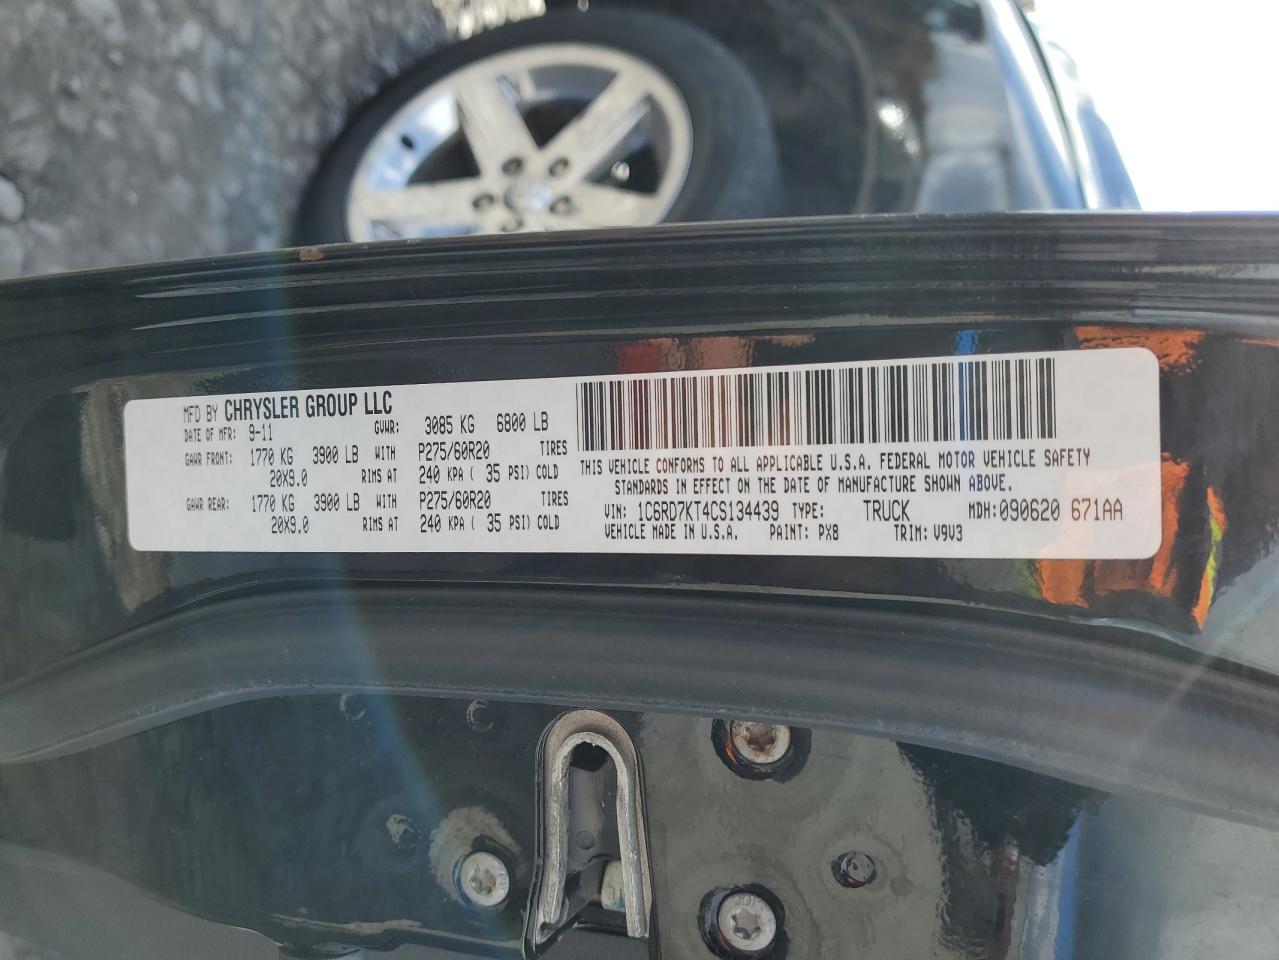 MFD BY CHRYSLER GROUP LLC
DATE OF MFR: 9-11 GVWR: 3085 KG 6800 LB
GAWR FRONT: 1770 KG 3900 LB WITH P275/60R20 TIRES
20X9.0 RIMS AT 240 KPA ( 35 PSI) COLD
GAWR REAR: 1770 KG 3900 LB WITH P275/60R20 TIRES
20X9.0 RIMS AT 240 KPA ( 35 PSI) COLD
THIS VEHICLE CONFORMS TO ALL APPLICABLE U.S.A. FEDERAL MOTOR VEHICLE SAFETY
STANDARDS IN EFFECT ON THE DATE OF MANUFACTURE SHOWN ABOVE.
VIN: 1C6RD7KT4CS134439 TYPE: TRUCK MDH: 090620 671AA
VEHICLE MADE IN U.S.A. PAINT: PX8 TRIM: V9V3